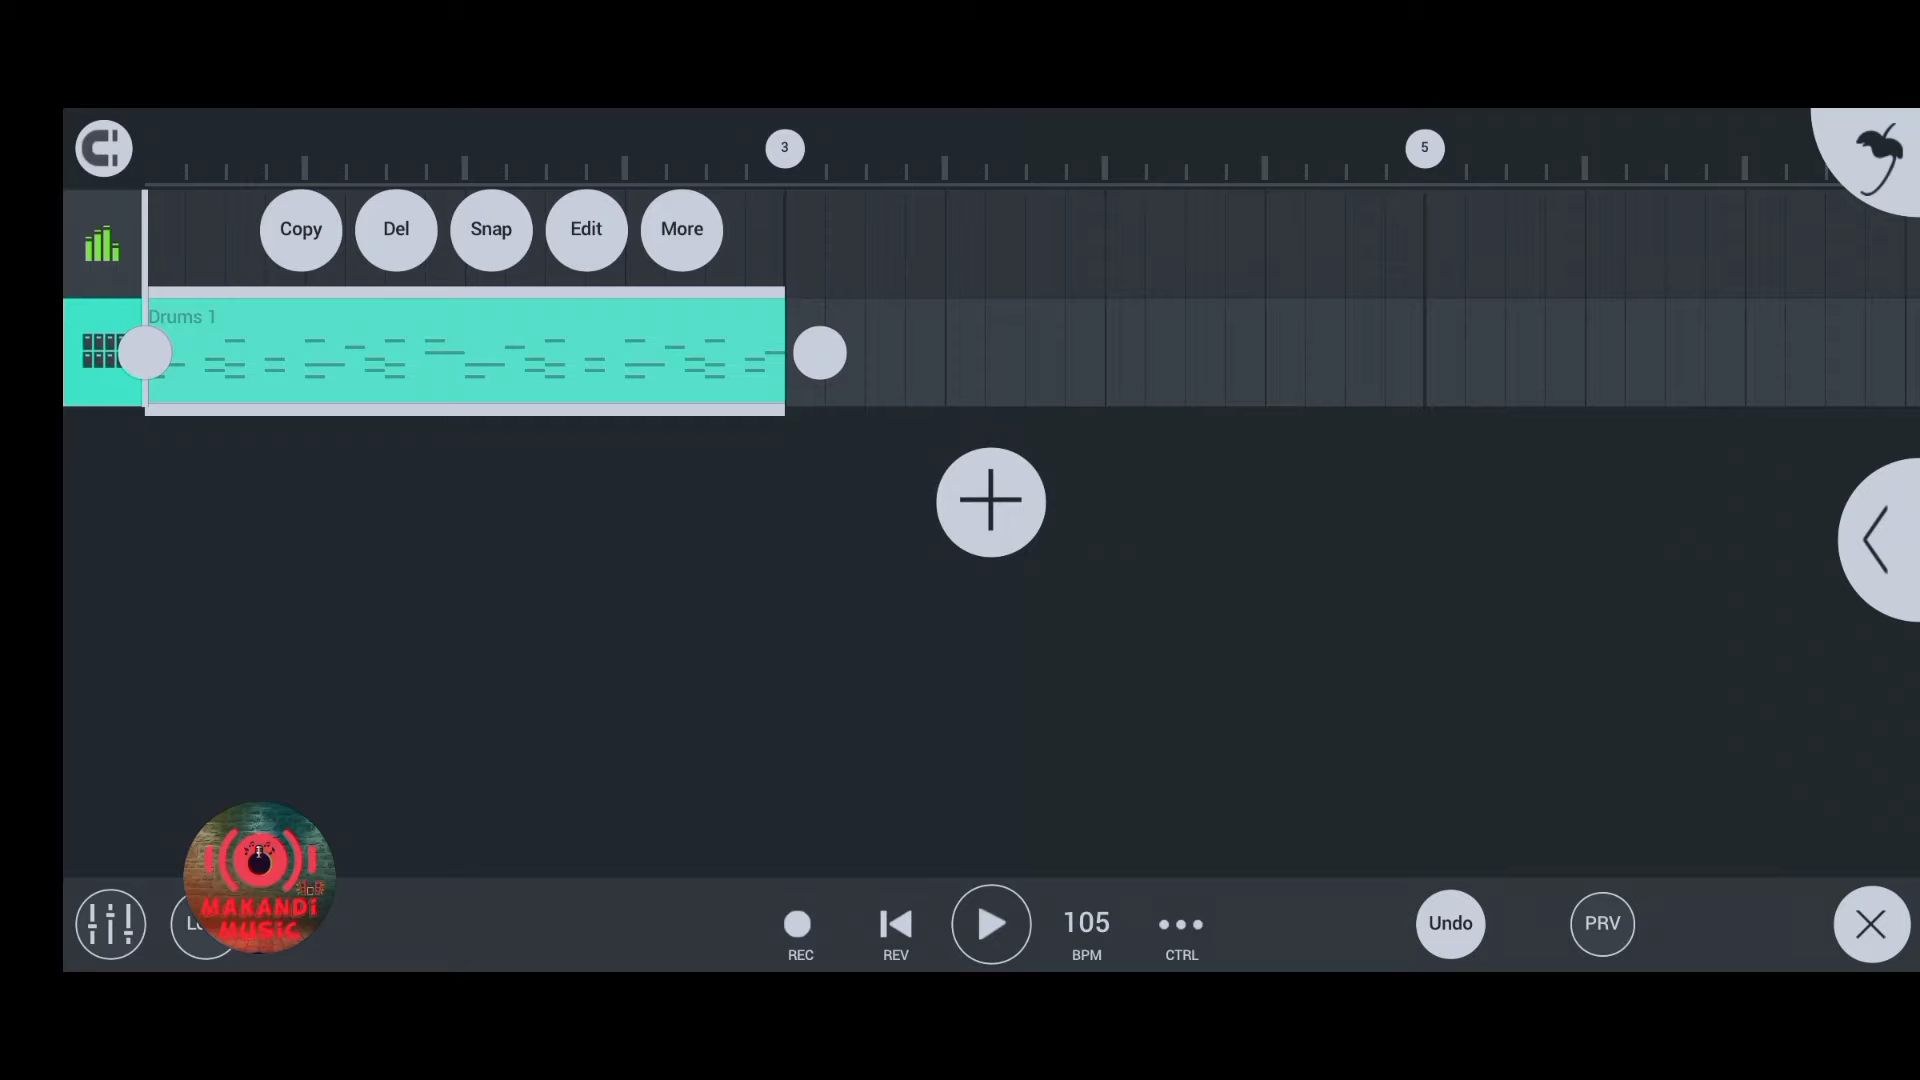 3
5
Copy
Del
Snap
Edit
More
Drums 1
MAKANDI
MUSIC
105
Undo
PRV
REC
REV
BPM
CTRL